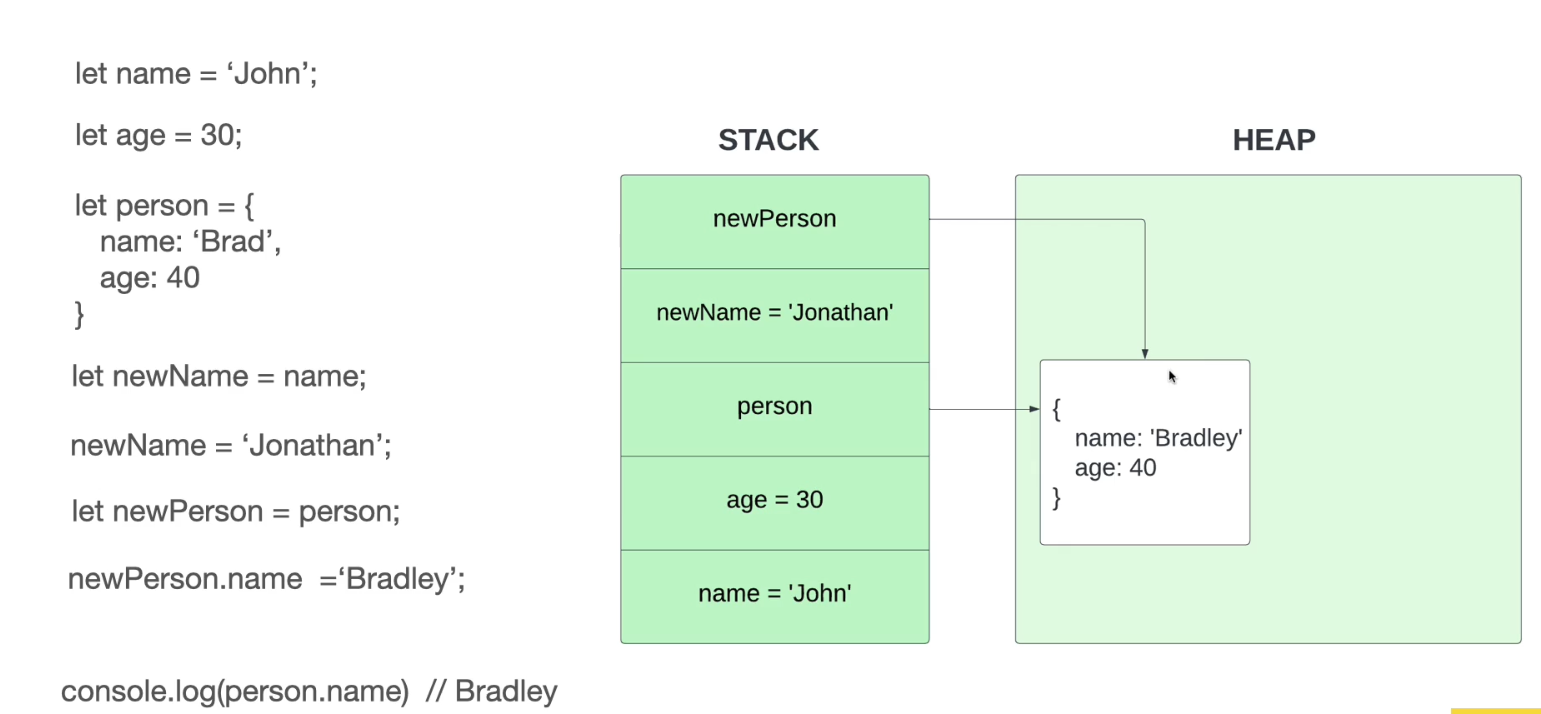 let name = ‘John’;
let age = 30;
let person = {
name: ‘Brad’,
age: 40
}
let newName = name;
newName = ‘Jonathan’;
let newPerson = person;
newPerson.name =‘Bradley’;
console.log(person.name) // Bradley
STACK
newPerson
newName = 'Jonathan'
person
age = 30
name = 'John'
HEAP
{
name: 'Bradley'
age: 40
}